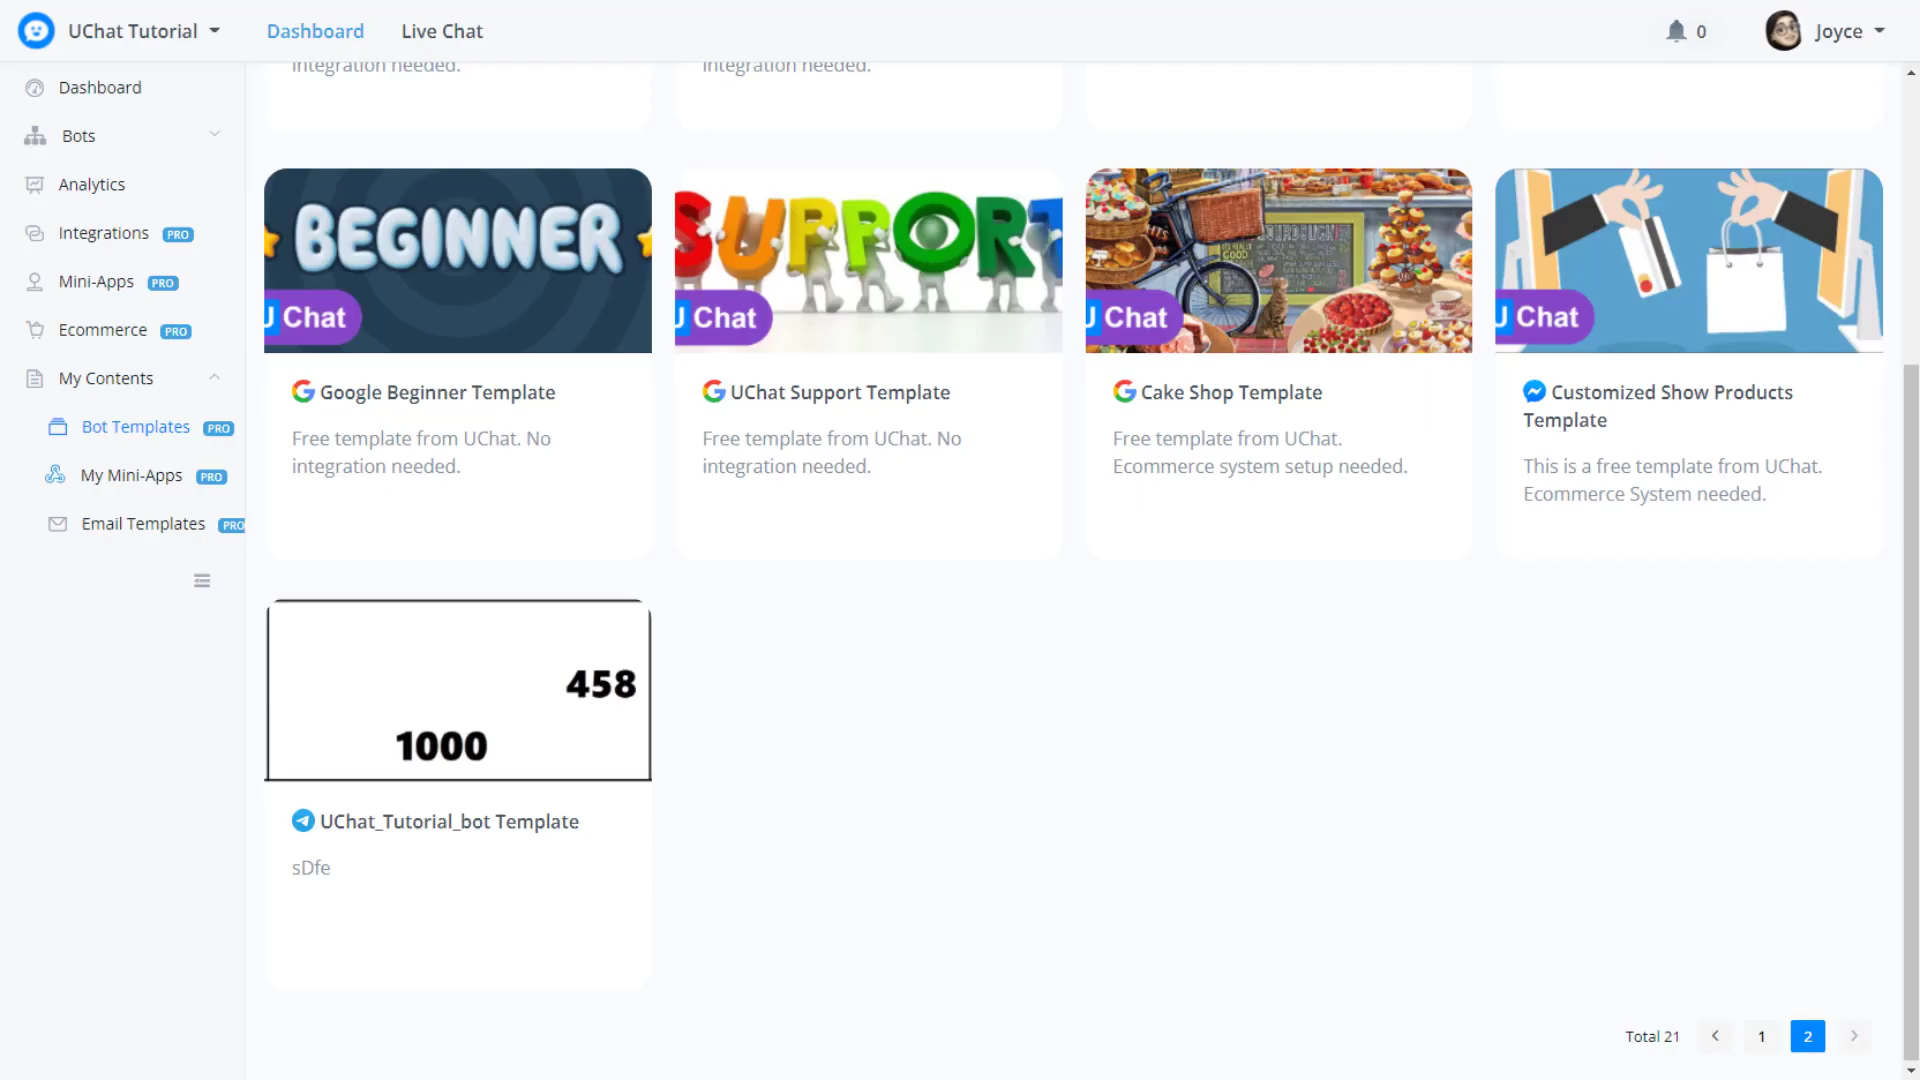 UChat Tutorial
Dashboard
Live Chat
0
Joyce
Dashboard
Bots
Analytics
Integrations PRO
Mini-Apps PRO
Ecommerce PRO
My Contents
Bot Templates PRO
My Mini-Apps PRO
Email Templates PRO
integration needed.
integration needed.
BEGINNER
U Chat
Google Beginner Template
Free template from UChat. No
integration needed.
SUPPORT
U Chat
UChat Support Template
Free template from UChat. No
integration needed.
SOURDOUGH
GOOD
U Chat
Cake Shop Template
Free template from UChat.
Ecommerce system setup needed.
U Chat
Customized Show Products
Template
This is a free template from UChat.
Ecommerce System needed.
458
1000
UChat_Tutorial_bot Template
sDfe
Total 21
1
2